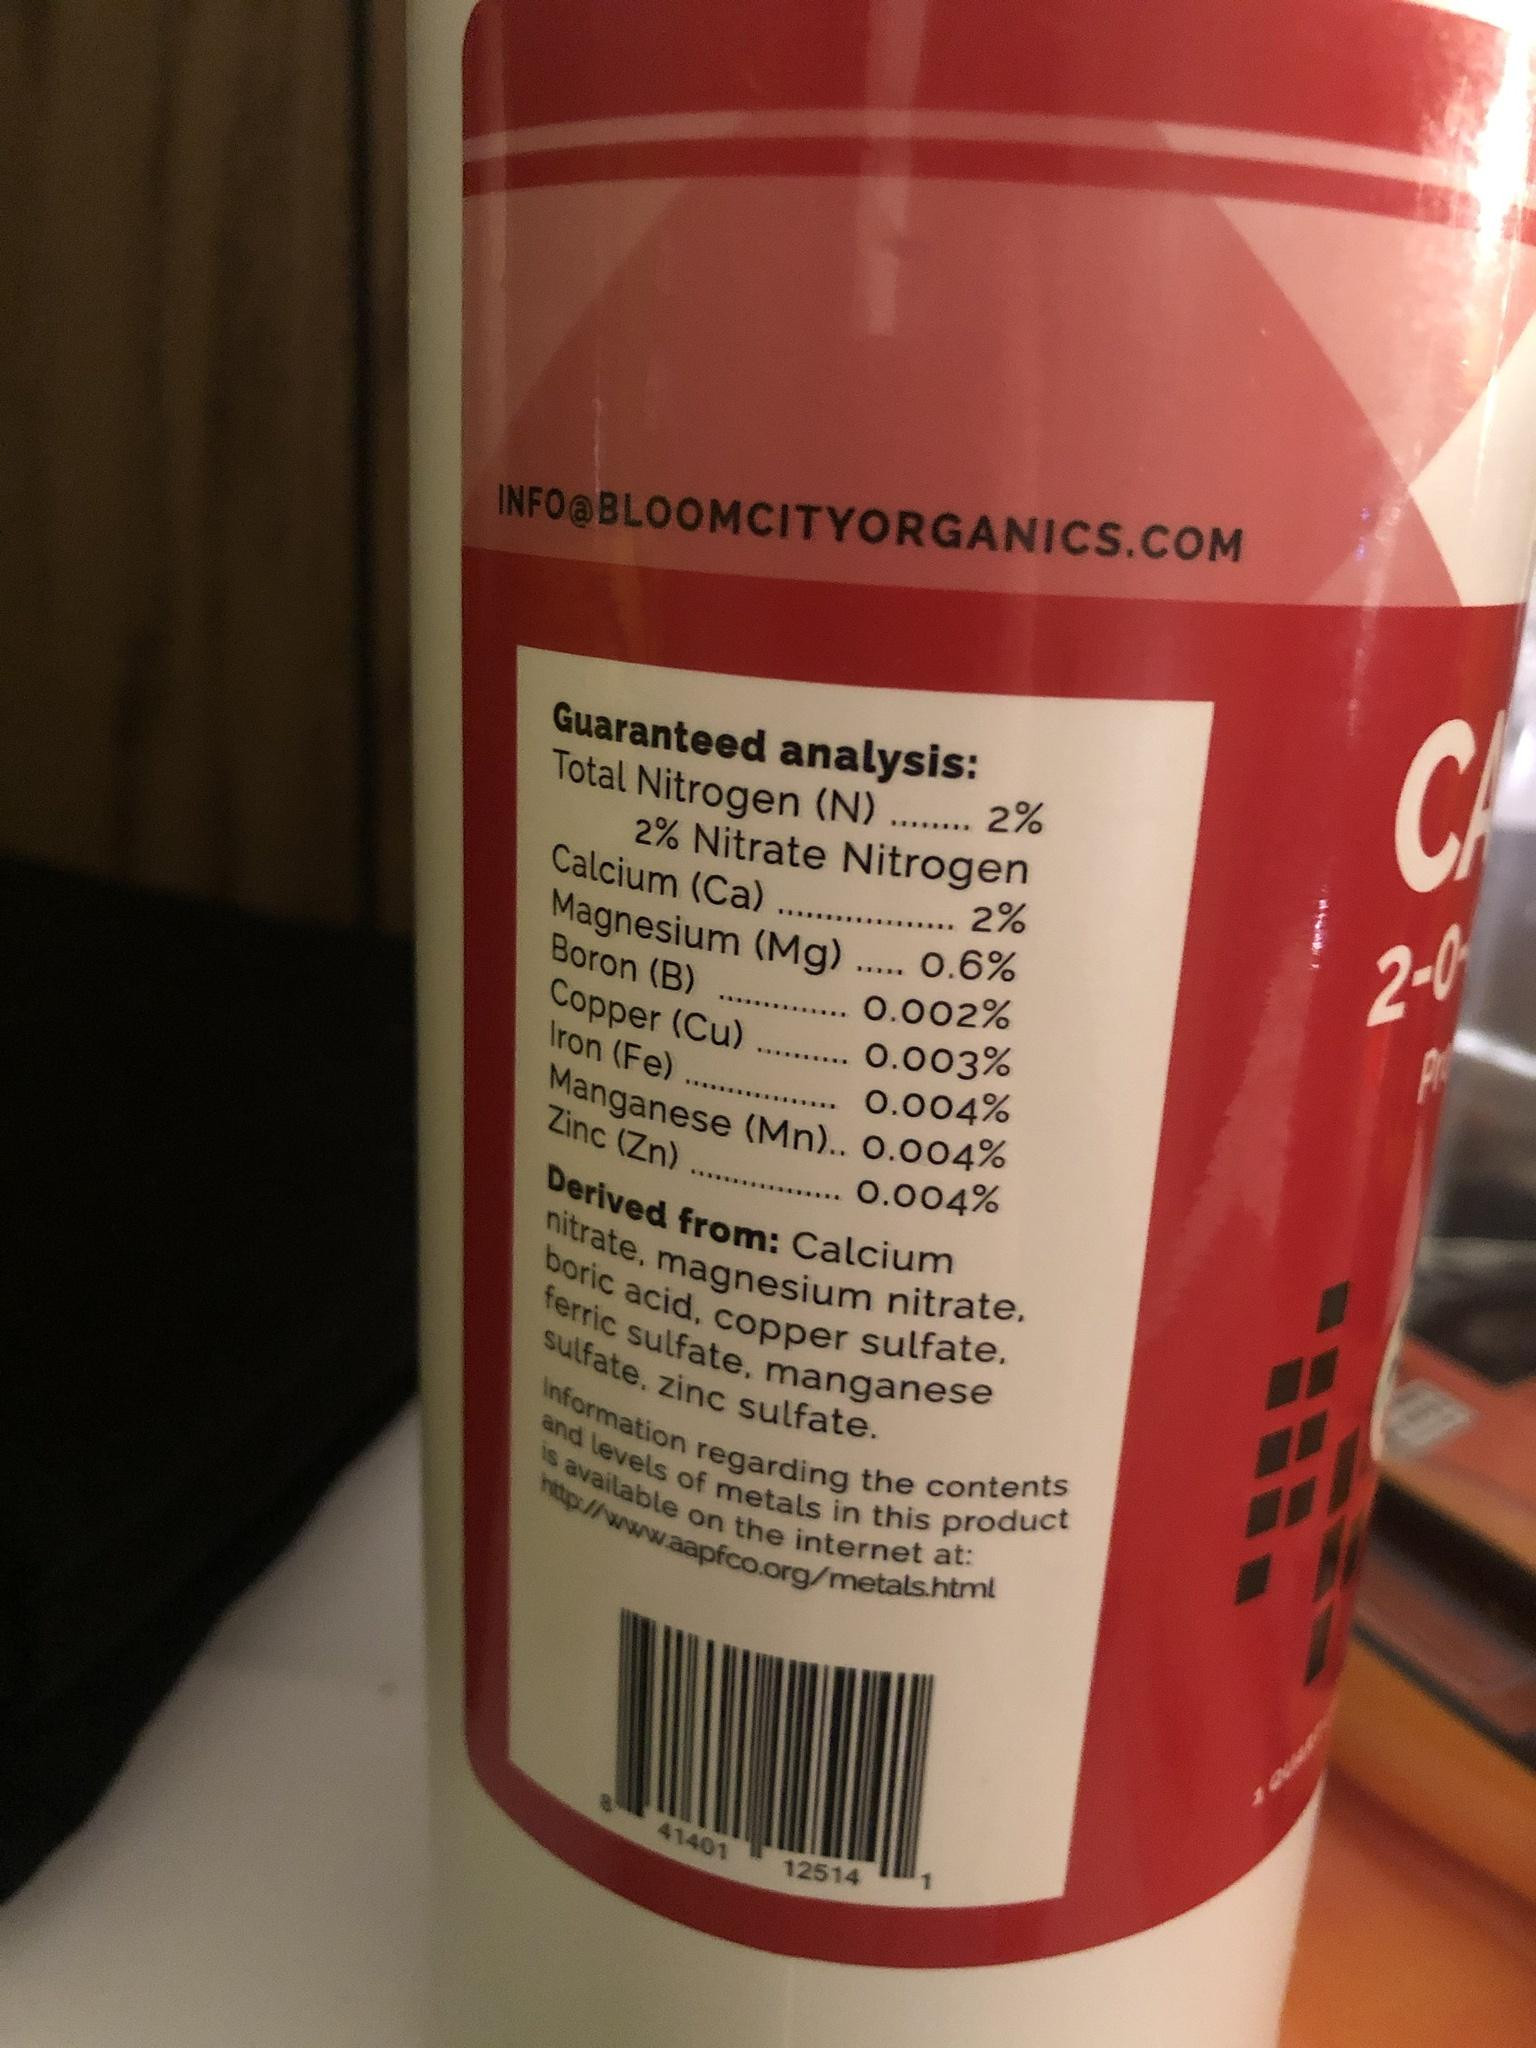 INFO@BLOOMCITYORGANICS.COM
Guaranteed analysis:
Total Nitrogen (N) ........ 2%
2% Nitrate Nitrogen
Calcium (Ca) .................. 2%
Magnesium (Mg) ..... 0.6%
Boron (B) .............. 0.002%
Copper (Cu) .......... 0.003%
Iron (Fe) ................. 0.004%
Manganese (Mn).. 0.004%
Zinc (Zn) ................. 0.004%
Derived from: Calcium
nitrate, magnesium nitrate,
boric acid, copper sulfate,
ferric sulfate, manganese
sulfate, zinc sulfate.
Information regarding the contents
and levels of metals in this product
is available on the internet at:
http://www.aapfco.org/metals.html
8 41401 12514 1
CA
2-0-